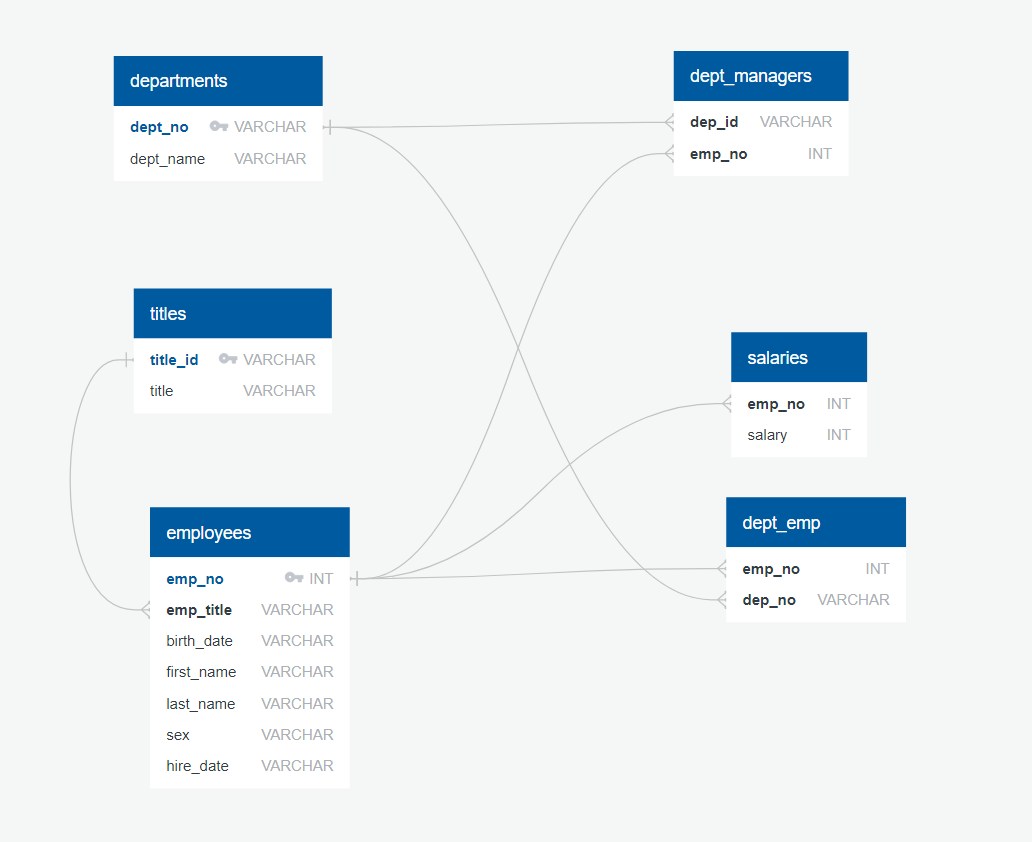 departments
dept_no VARCHAR
dept_name VARCHAR
dept_managers
dep_id VARCHAR
emp_no INT
titles
title_id VARCHAR
title VARCHAR
salaries
emp_no INT
salary INT
employees
emp_no INT
emp_title VARCHAR
birth_date VARCHAR
first_name VARCHAR
last_name VARCHAR
sex VARCHAR
hire_date VARCHAR
dept_emp
emp_no INT
dep_no VARCHAR